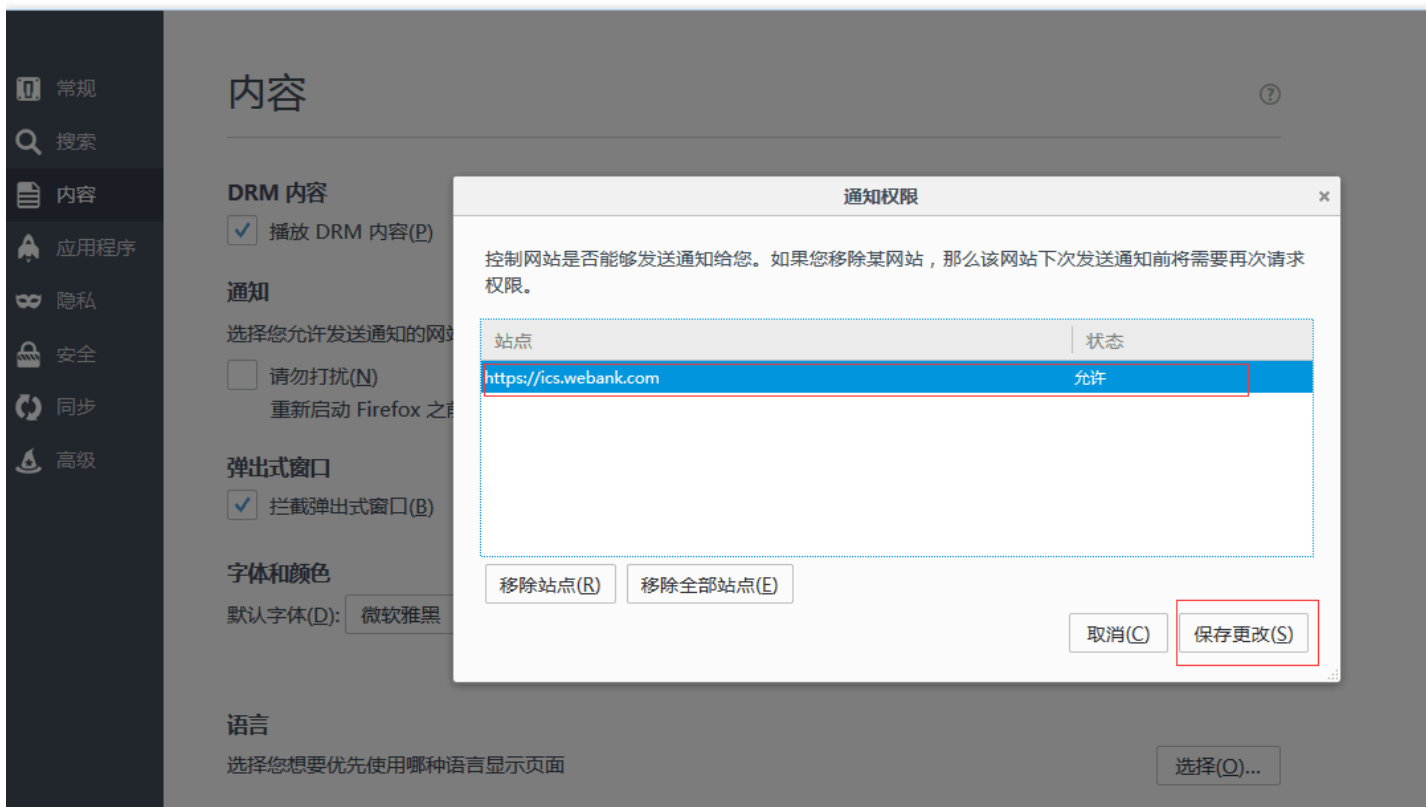 常规
搜索
内容
应用程序
隐私
安全
同步
高级
内容
DRM 内容
播放 DRM 内容(P)
通知
选择您允许发送通知的网
请勿打扰(N)
重新启动 Firefox 之
弹出式窗口
拦截弹出式窗口(B)
字体和颜色
默认字体(D): 微软雅黑
语言
选择您想要优先使用哪种语言显示页面
选择(O)...
通知权限
控制网站是否能够发送通知给您。如果您移除某网站，那么该网站下次发送通知前将需要再次请求
权限。
站点 状态
https://ics.webank.com 允许
移除站点(R) 移除全部站点(E)
取消(C) 保存更改(S)